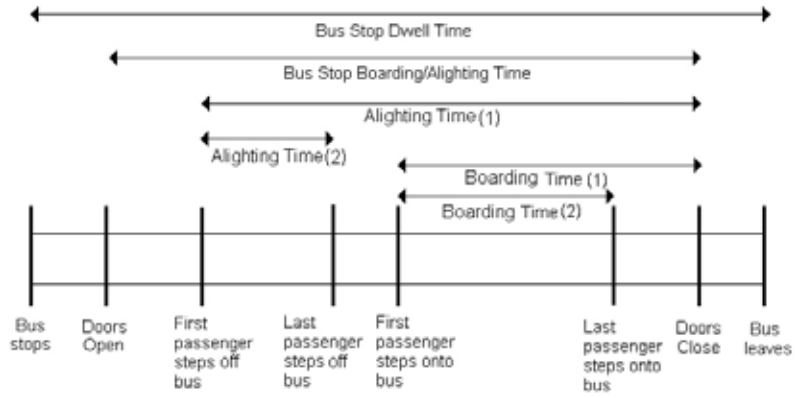 Bus Stop Dwell Time
Bus Stop Boarding/Alighting Time
Alighting Time(1)
Alighting Time(2)
Boarding Time (1)
Boarding Time (2)
Bus
stops
Doors
Open
First
passenger
steps off
bus
Last
passenger
steps off
bus
First
passenger
steps onto
bus
Last
passenger
steps onto
bus
Doors
Close
Bus
leaves